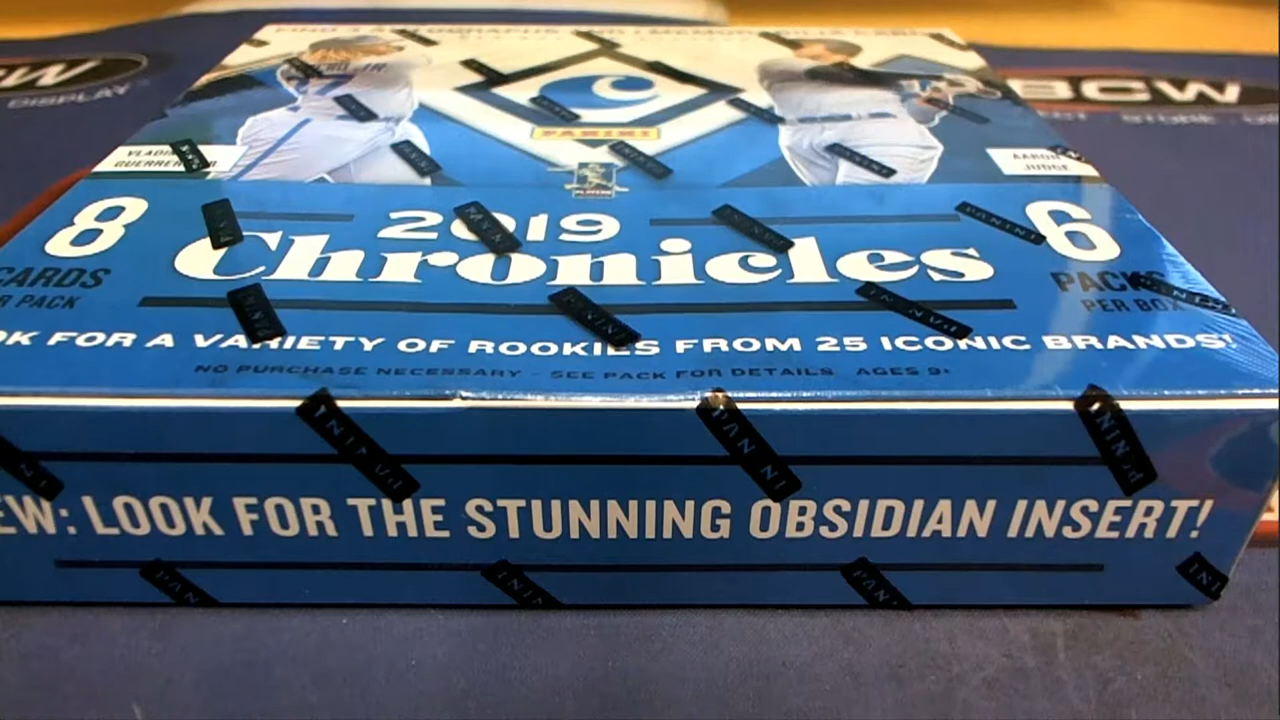 BCW
DISPLAY
BCW
PANINI
VLADI
GUERRERO JR
AARON
JUDGE
PLAYERS
8
CARDS
R PACK
2019
Chronicles
6
PACKS
PER BOX
OK FOR A VARIETY OF ROOKIES FROM 25 ICONIC BRANDS!
NO PURCHASE NECESSARY - SEE PACK FOR DETAILS AGES 9+
EW: LOOK FOR THE STUNNING OBSIDIAN INSERT!